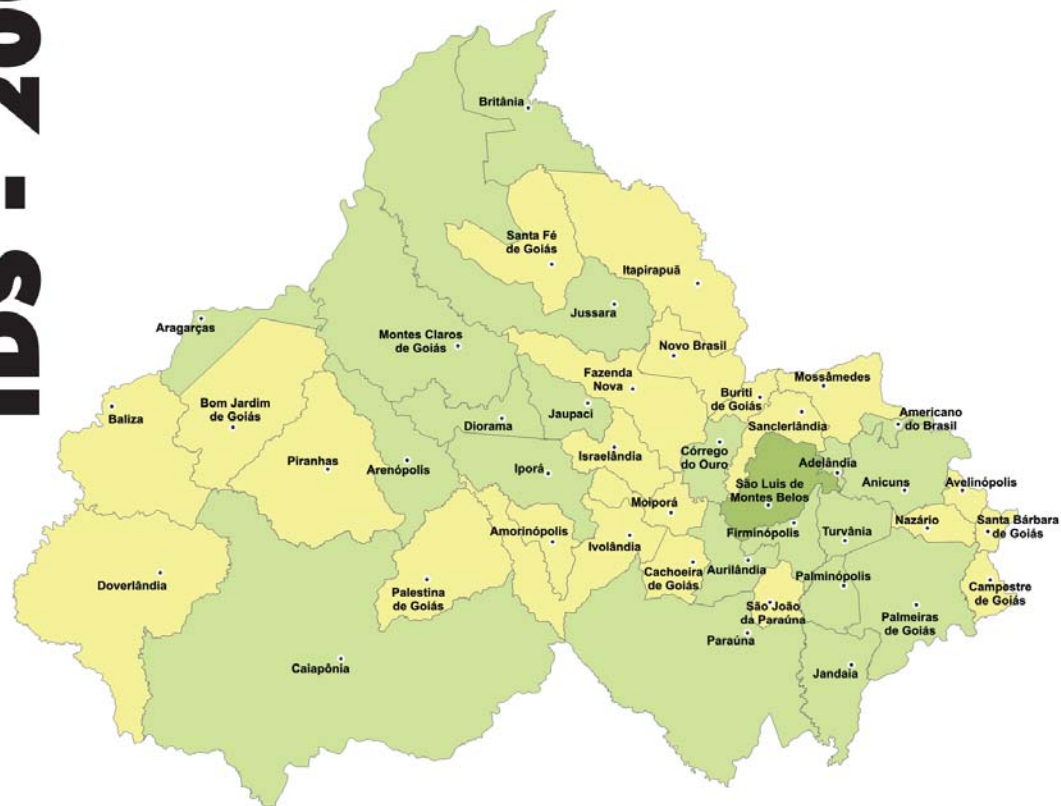 IDS - 20
Britânia
Santa Fé
de Goiás
Itapirapuã
Jussara
Aragarças
Montes Claros
de Goiás
Novo Brasil
Fazenda
Nova
Mossâmedes
Buriti
de Goiás
Baliza
Bom Jardim
de Goiás
Diorama
Jaupaci
Sanclerlândia
Americano
do Brasil
Piranhas
Arenópolis
Iporá
Israelândia
Córrego
do Ouro
Adelândia
São Luis de
Montes Belos
Anicuns
Avelinópolis
Moiporá
Amorinópolis
Ivolândia
Firminópolis
Turvânia
Nazário
Santa Bárbara
de Goiás
Doverlândia
Palestina
de Goiás
Cachoeira
de Goiás
Aurilândia
Palminópolis
Campestre
de Goiás
São João
da Paraúna
Palmeiras
de Goiás
Paraúna
Caiapônia
Jandaia